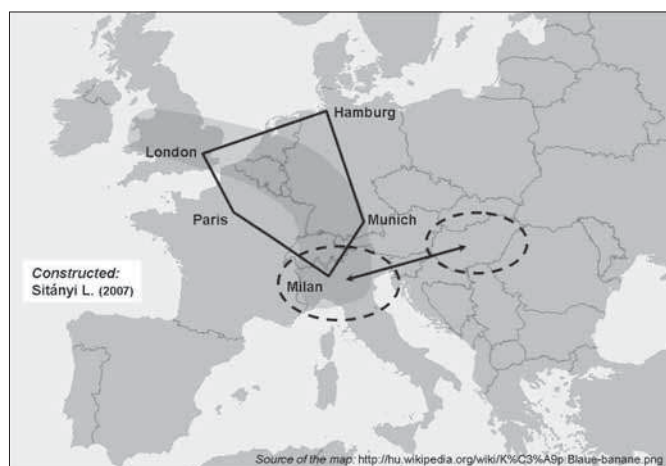 Hamburg
London
Paris
Munich
Constructed:
Sitányi L. (2007)
Milan
Source of the map: http://hu.wikipedia.org/wiki/K%C3%A9p Blaue-banane.png